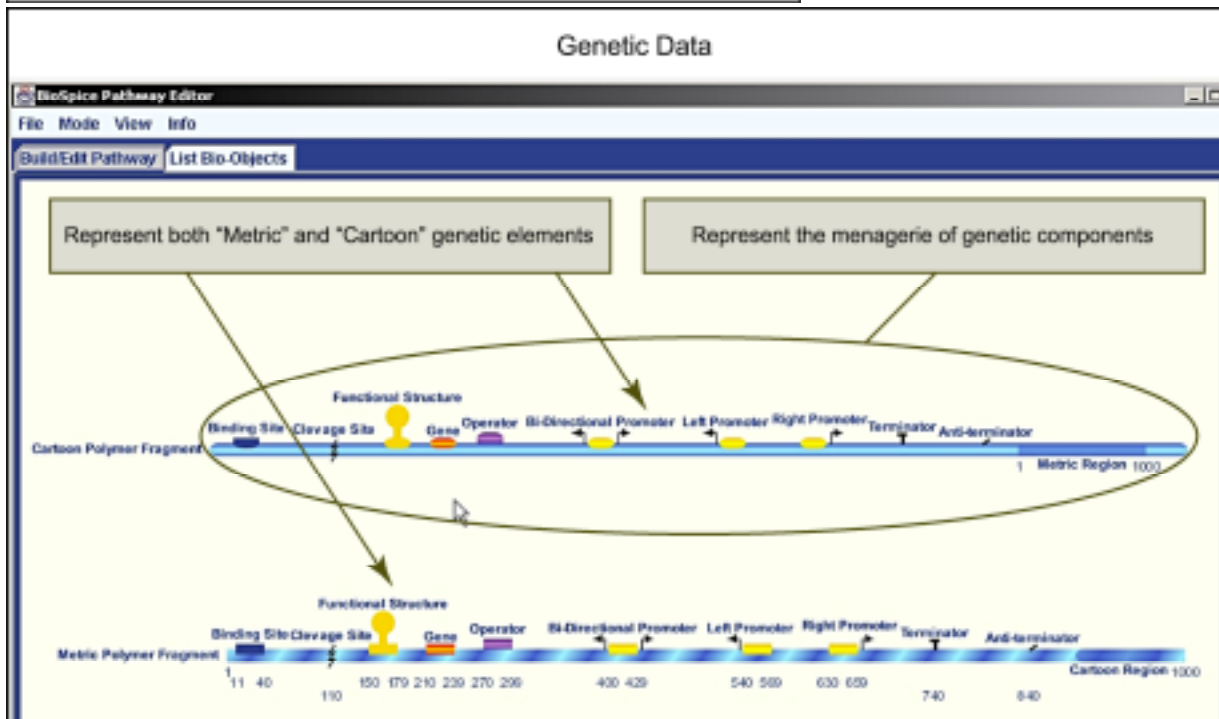 Genetic Data
BioSpice Pathway Editor
File Mode View Info
Build/Edit Pathway List Bio-Objects
Represent both “Metric” and “Cartoon” genetic elements
Represent the menagerie of genetic components
Functional Structure
Binding Site Clevage Site Gene Operator Bi-Directional Promoter Left Promoter Right Promoter Terminator Anti-terminator
Cartoon Polymer Fragment
1 Metric Region 1000
Functional Structure
Binding Site Clevage Site Gene Operator Bi-Directional Promoter Left Promoter Right Promoter Terminator Anti-terminator
Metric Polymer Fragment
Cartoon Region 1000
1
11 40 150 179 210 239 270 299 400 429 540 569 630 659
110 740 840